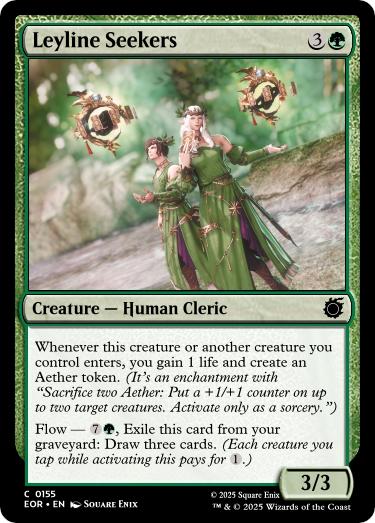 Leyline Seekers 3
Creature — Human Cleric
Whenever this creature or another creature you
control enters, you gain 1 life and create an
Aether token. (It's an enchantment with
“Sacrifice two Aether: Put a +1/+1 counter on up
to two target creatures. Activate only as a sorcery.”)
Flow — 7, Exile this card from your
graveyard: Draw three cards. (Each creature you
tap while activating this pays for 1.)
3/3
C 0155
EOR • EN Square Enix
© 2025 Square Enix
™ & © 2025 Wizards of the Coast